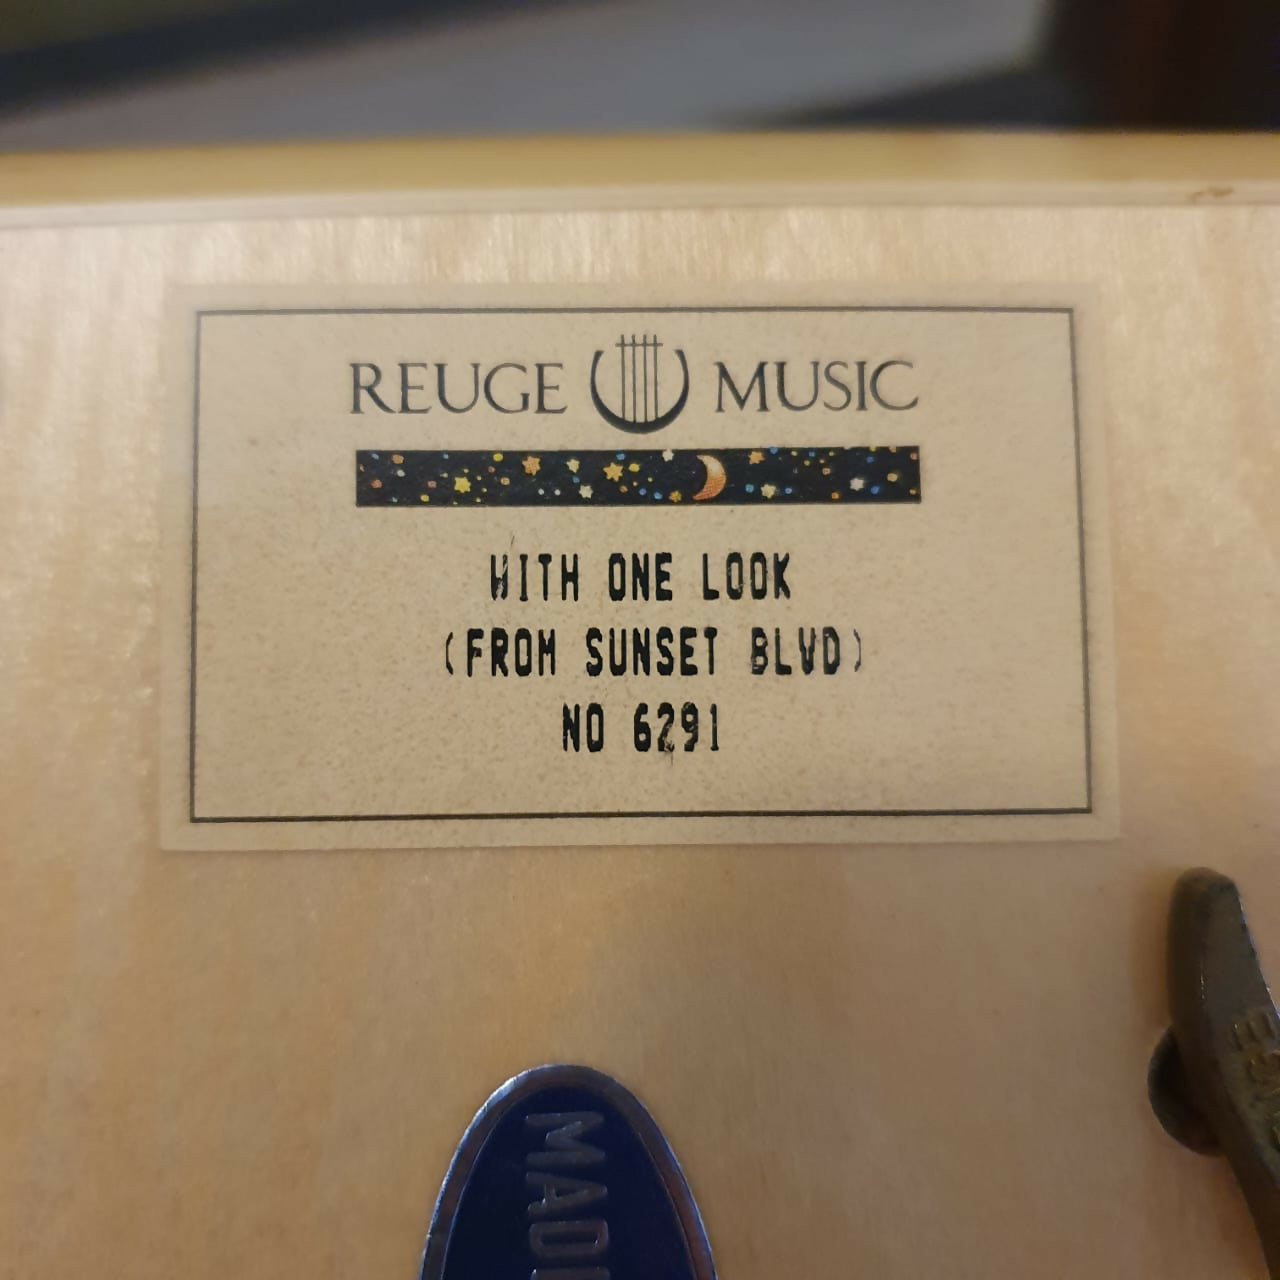 REUGE MUSIC
WITH ONE LOOK
(FROM SUNSET BLVD)
NO 6291